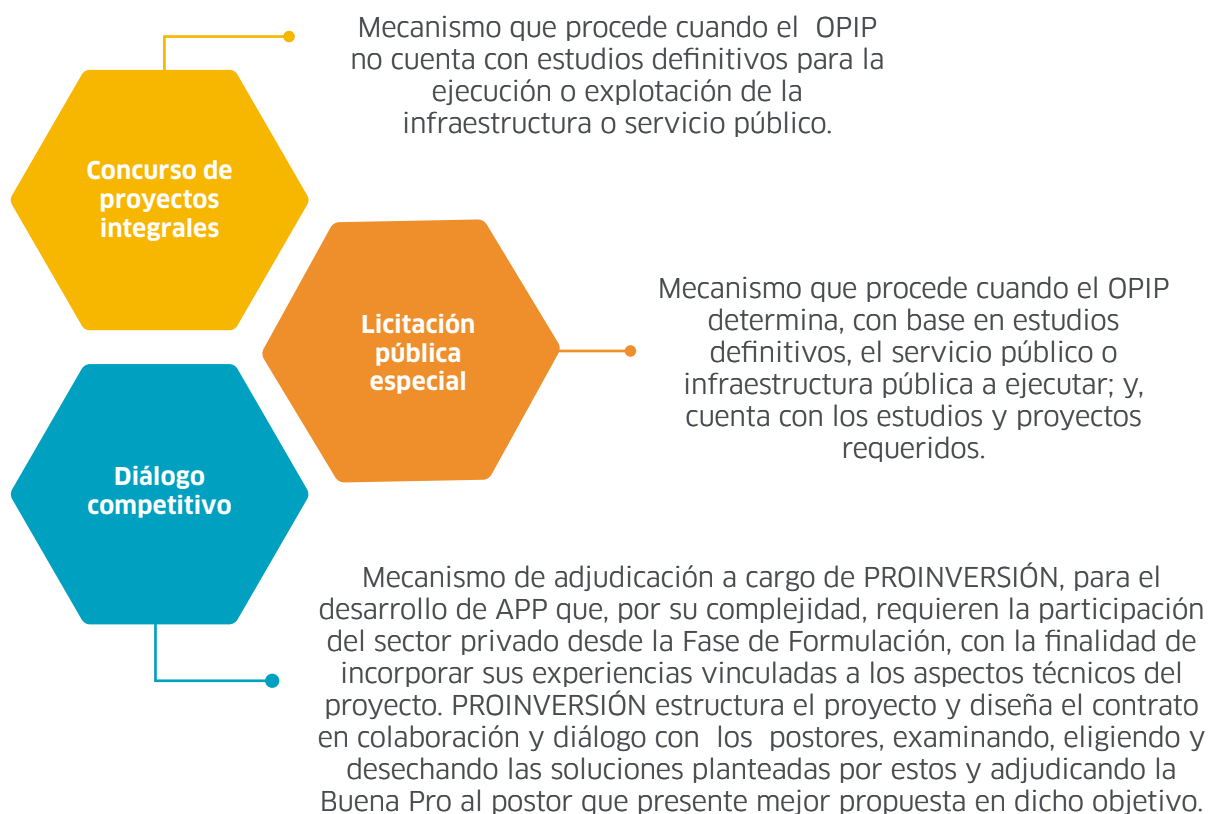 Mecanismo que procede cuando el OPIP
no cuenta con estudios definitivos para la
ejecución o explotación de la
infraestructura o servicio público.
Concurso de
proyectos
integrales
Licitación
pública
especial
Mecanismo que procede cuando el OPIP
determina, con base en estudios
definitivos, el servicio público o
infraestructura pública a ejecutar; y,
cuenta con los estudios y proyectos
requeridos.
Diálogo
competitivo
Mecanismo de adjudicación a cargo de PROINVERSIÓN, para el
desarrollo de APP que, por su complejidad, requieren la participación
del sector privado desde la Fase de Formulación, con la finalidad de
incorporar sus experiencias vinculadas a los aspectos técnicos del
proyecto. PROINVERSIÓN estructura el proyecto y diseña el contrato
en colaboración y diálogo con los postores, examinando, eligiendo y
desechando las soluciones planteadas por estos y adjudicando la
Buena Pro al postor que presente mejor propuesta en dicho objetivo.